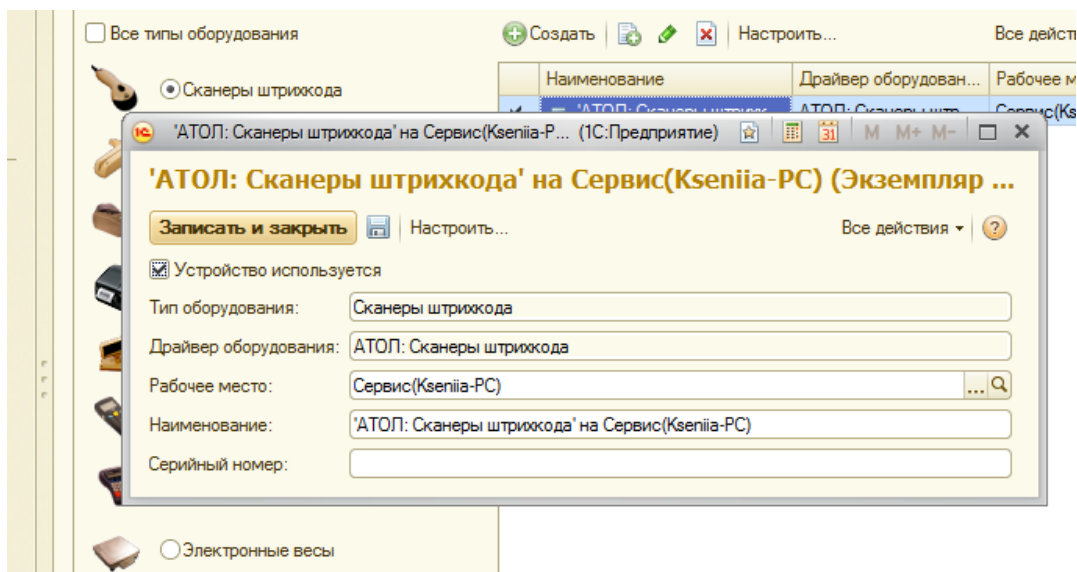 Все типы оборудования
Создать Настроить... Все дейст
Сканеры штрихкода
Наименование Драйвер оборудован... Рабочее м
'АТОЛ: Сканеры штрихкода' на Сервис(Kseniia-P... (1С:Предприятие) 31 M M+ M-
'АТОЛ: Сканеры штрихкода' на Сервис(Kseniia-PC) (Экземпляр ...
Записать и закрыть Настроить... Все действия
Устройство используется
Тип оборудования: Сканеры штрихкода
Драйвер оборудования: АТОЛ: Сканеры штрихкода
Рабочее место: Сервис(Kseniia-PC) ...
Наименование: 'АТОЛ: Сканеры штрихкода' на Сервис(Kseniia-PC)
Серийный номер:
Электронные весы